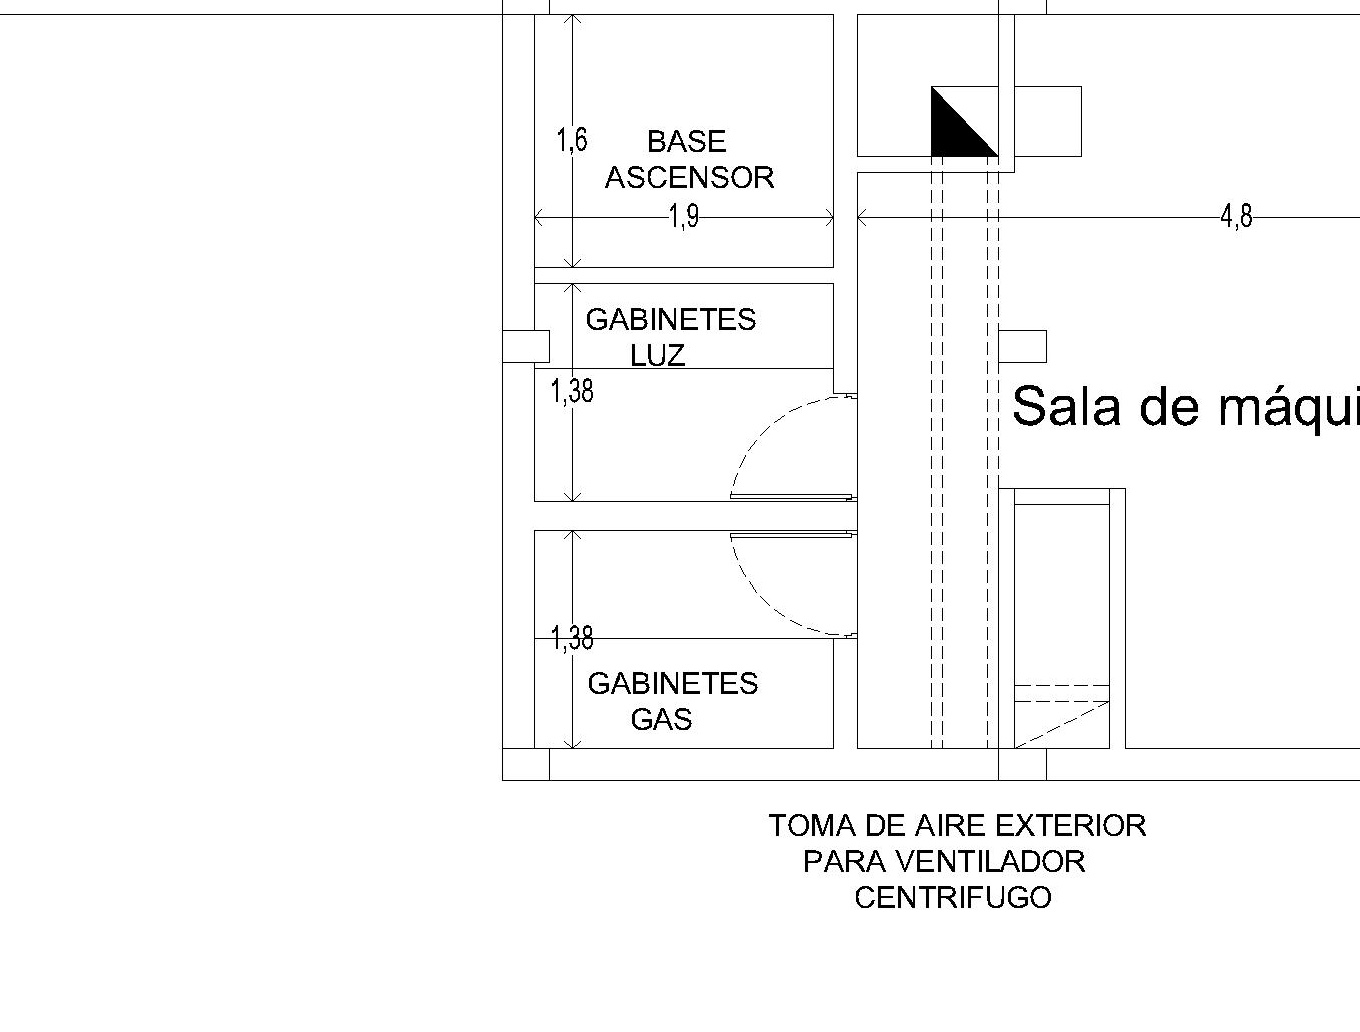 1,6
BASE
ASCENSOR
1,9
4,8
GABINETES
LUZ
1,38
Sala de máqui
1,38
GABINETES
GAS
TOMA DE AIRE EXTERIOR
PARA VENTILADOR
CENTRIFUGO